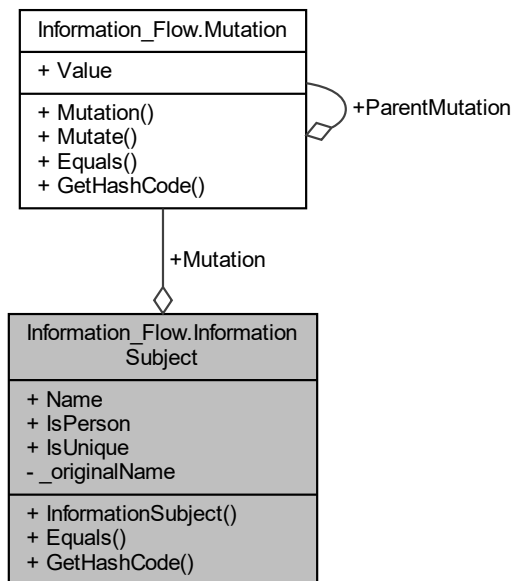 Information_Flow.Mutation
+ Value
+ Mutation()
+ Mutate()
+ Equals()
+ GetHashCode()
+ParentMutation
+Mutation
Information_Flow.Information
Subject
+ Name
+ IsPerson
+ IsUnique
- _originalName
+ InformationSubject()
+ Equals()
+ GetHashCode()